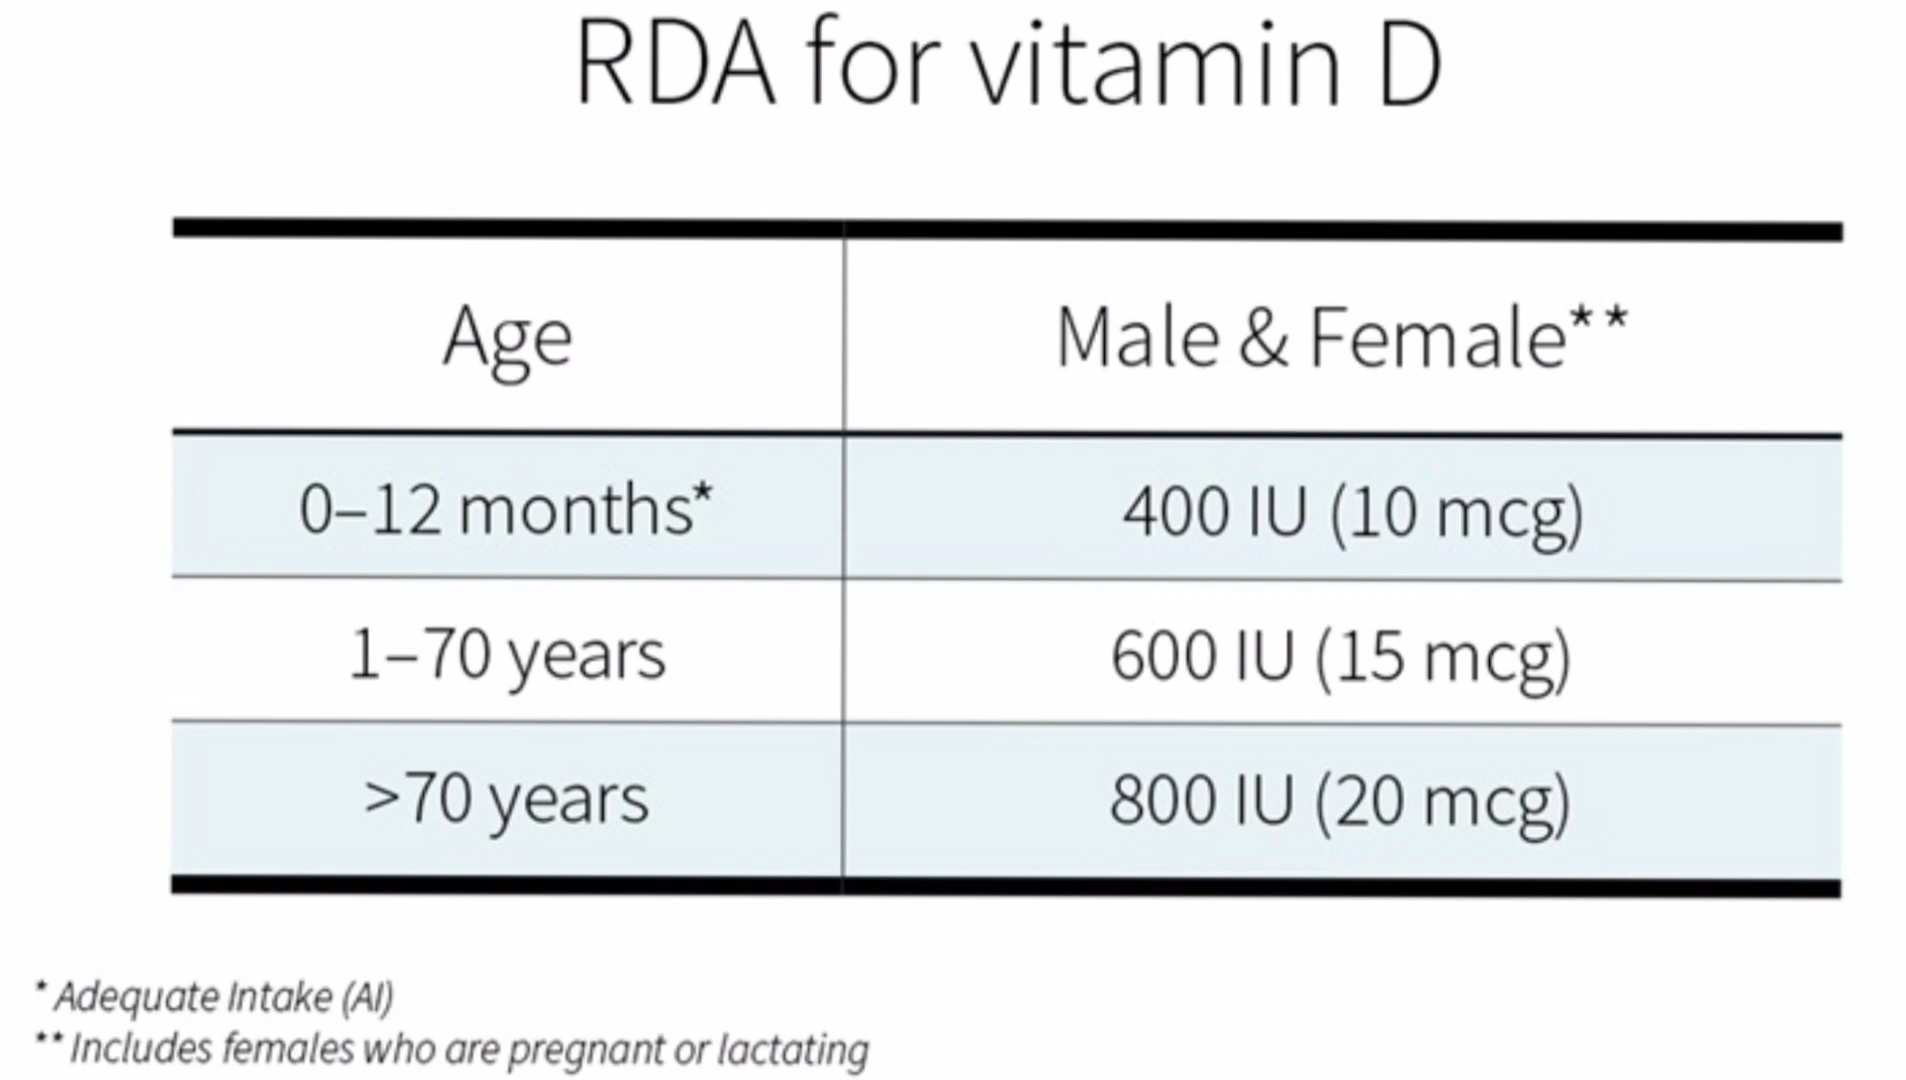 RDA for vitamin D
Age
Male & Female**
0–12 months*
400 IU (10 mcg)
1–70 years
600 IU (15 mcg)
>70 years
800 IU (20 mcg)
* Adequate Intake (AI)
** Includes females who are pregnant or lactating